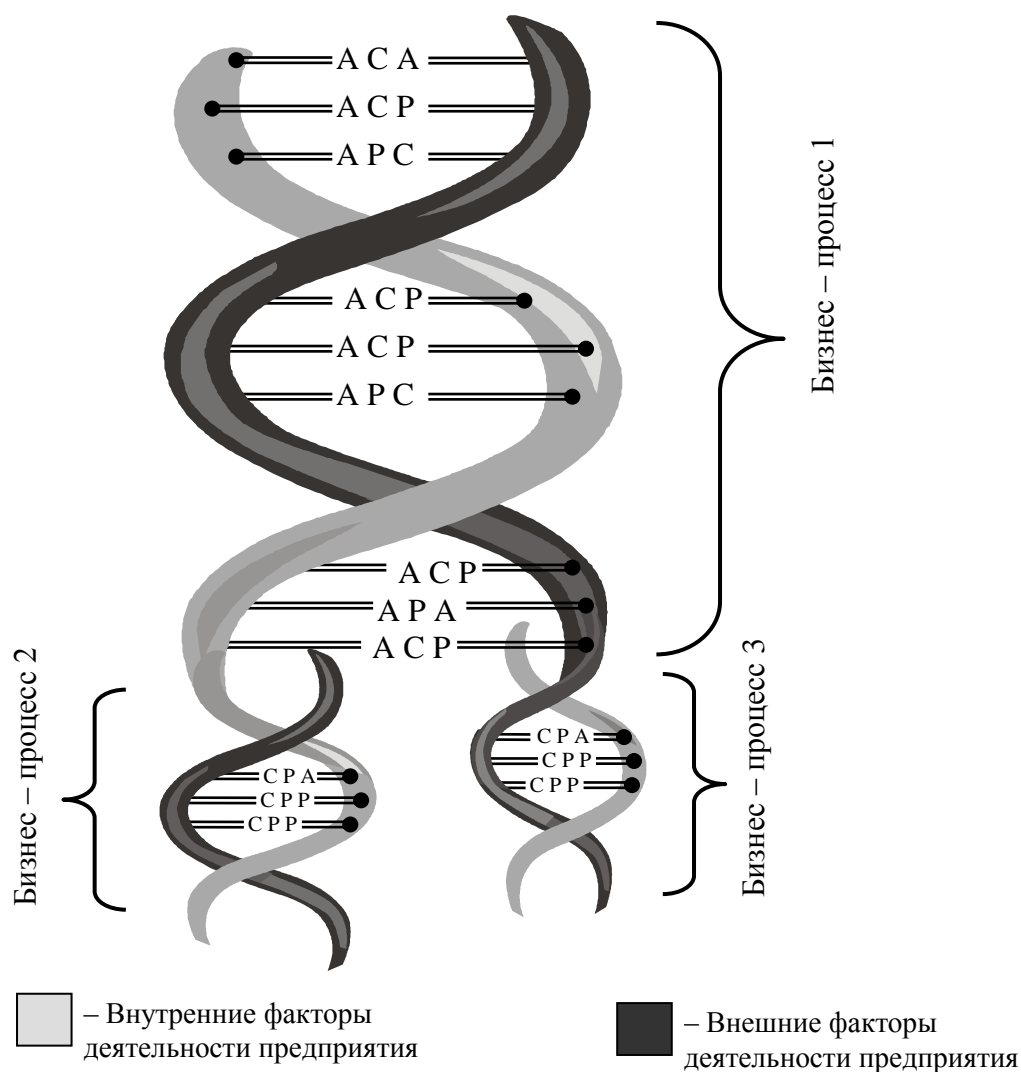 А С А
А С Р
А Р С
А С Р
А С Р
А Р С
А С Р
А Р А
А С Р
Бизнес – процесс 1
Бизнес – процесс 2
С Р А
С Р Р
С Р Р
С Р А
С Р Р
С Р Р
Бизнес – процесс 3
– Внутренние факторы
деятельности предприятия
– Внешние факторы
деятельности предприятия